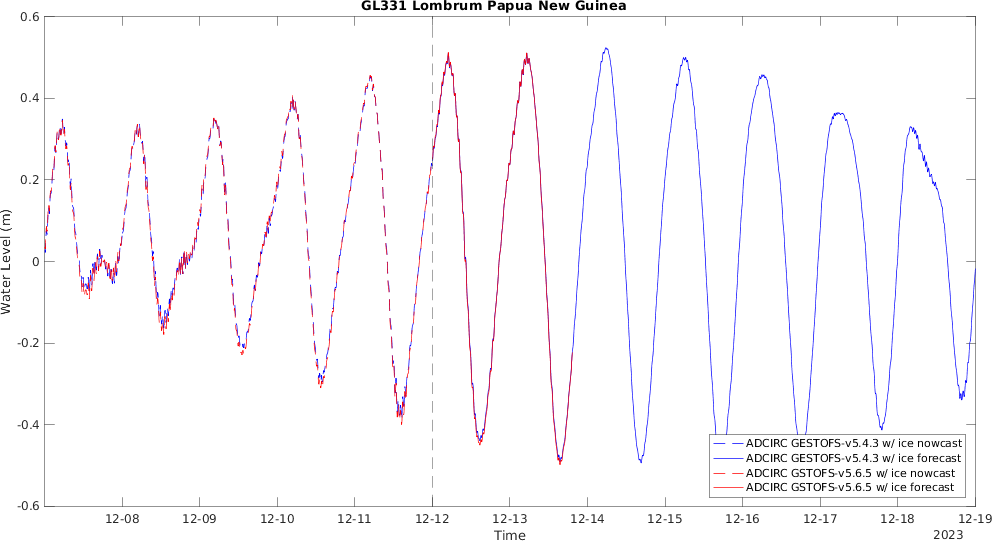 GL331 Lombrum Papua New Guinea
0.6
0.4
0.2
0
-0.2
-0.4
-0.6
Water Level (m)
12-08
12-09
12-10
12-11
12-12
12-13
12-14
12-15
12-16
12-17
12-18
12-19
Time
2023
ADCIRC GESTOFS-v5.4.3 w/ ice nowcast
ADCIRC GESTOFS-v5.4.3 w/ ice forecast
ADCIRC GSTOFS-v5.6.5 w/ ice nowcast
ADCIRC GSTOFS-v5.6.5 w/ ice forecast